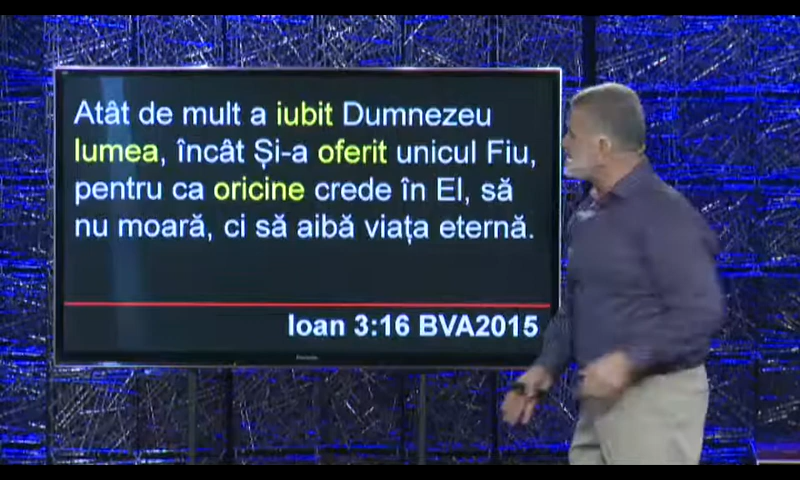 Atât de mult a iubit Dumnezeu
lumea, încât Și-a oferit unicul Fiu,
pentru ca oricine crede în El, să
nu moară, ci să aibă viața eternă.
Ioan 3:16 BVA2015